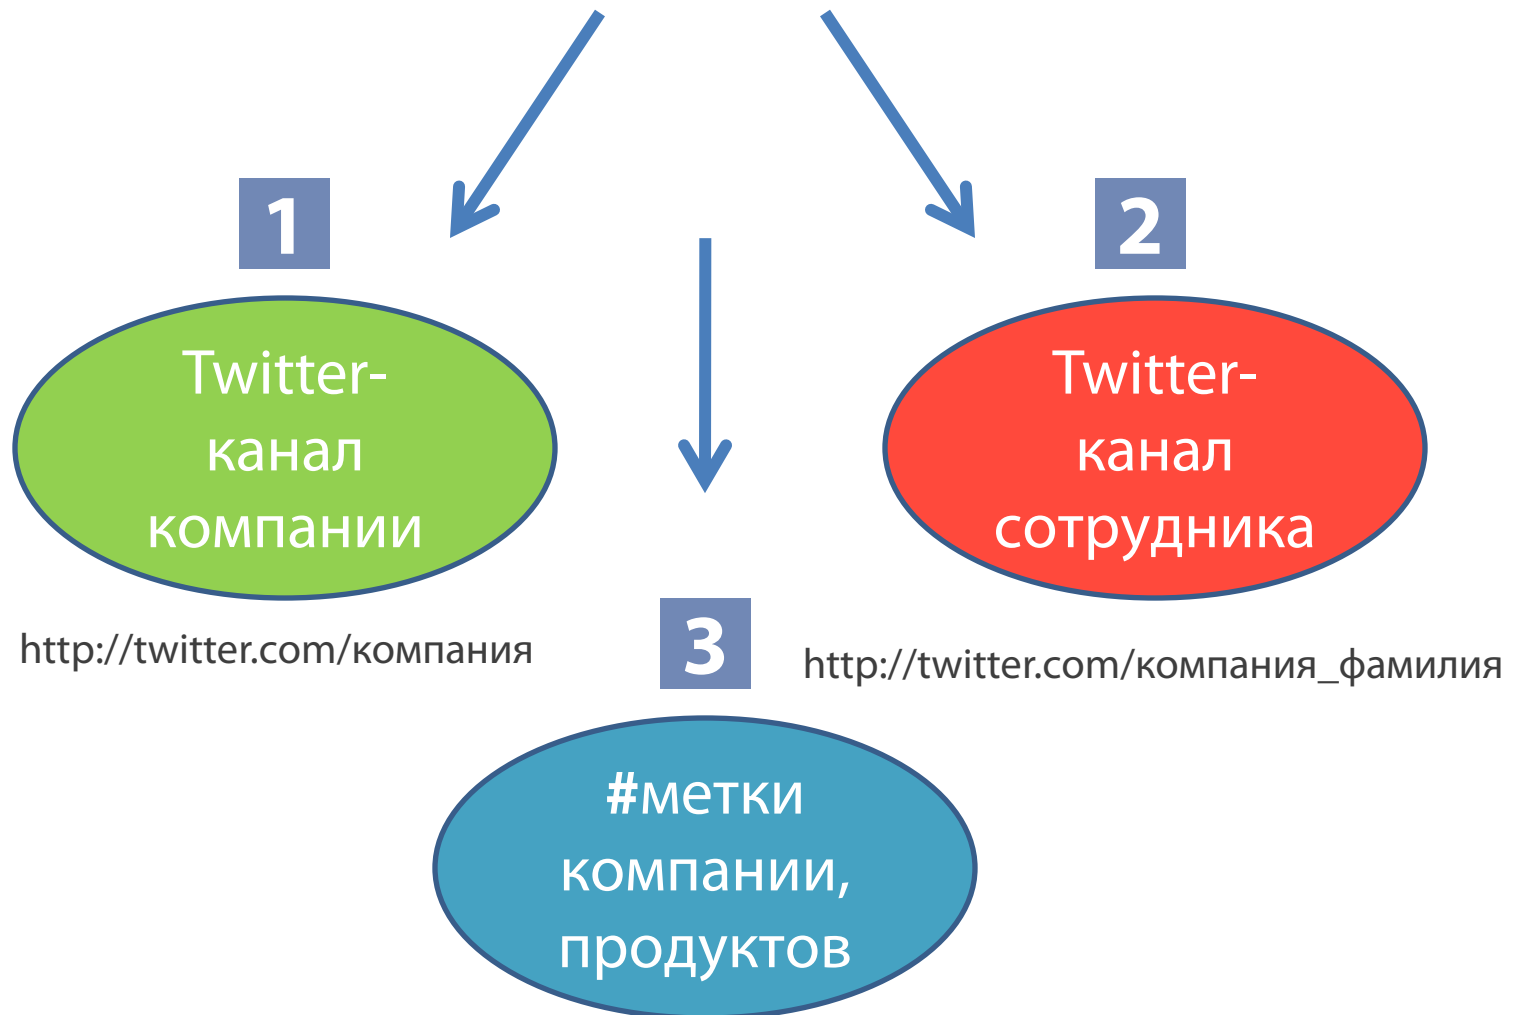 1
Twitter-
канал
компании
http://twitter.com/компания
2
Twitter-
канал
сотрудника
http://twitter.com/компания_фамилия
3
#метки
компании,
продуктов